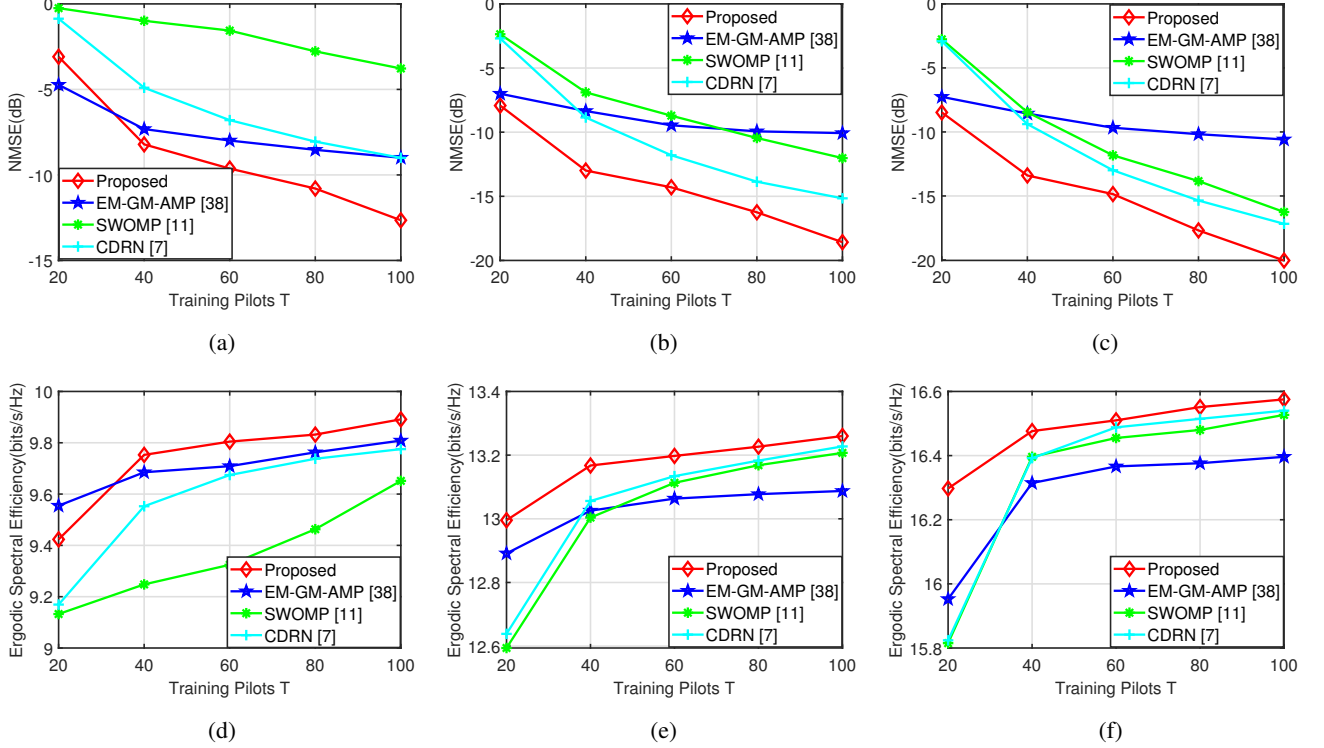 0
-5
-10
-15
NMSE(dB)
Proposed
EM-GM-AMP [38]
SWOMP [11]
CDRN [7]
20 40 60 80 100
Training Pilots T
(a)
0
-5
-10
-15
-20
NMSE(dB)
Proposed
EM-GM-AMP [38]
SWOMP [11]
CDRN [7]
20 40 60 80 100
Training Pilots T
(b)
0
-5
-10
-15
-20
NMSE(dB)
Proposed
EM-GM-AMP [38]
SWOMP [11]
CDRN [7]
20 40 60 80 100
Training Pilots T
(c)
10
9.8
9.6
9.4
9.2
9
Ergodic Spectral Efficiency(bits/s/Hz)
Proposed
EM-GM-AMP [38]
SWOMP [11]
CDRN [7]
20 40 60 80 100
Training Pilots T
(d)
13.4
13.2
13
12.8
12.6
Ergodic Spectral Efficiency(bits/s/Hz)
Proposed
EM-GM-AMP [38]
SWOMP [11]
CDRN [7]
20 40 60 80 100
Training Pilots T
(e)
16.6
16.4
16.2
16
15.8
Ergodic Spectral Efficiency(bits/s/Hz)
Proposed
EM-GM-AMP [38]
SWOMP [11]
CDRN [7]
20 40 60 80 100
Training Pilots T
(f)